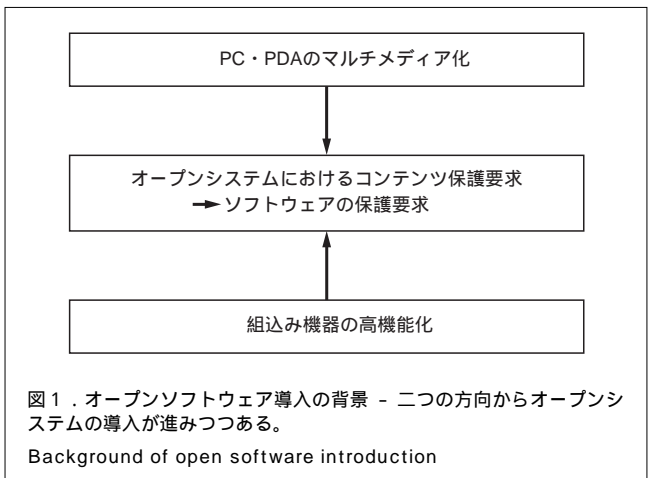 PC・PDAのマルチメディア化
オープンシステムにおけるコンテンツ保護要求
→ソフトウェアの保護要求
組込み機器の高機能化
図1．オープンソフトウェア導入の背景 － 二つの方向からオープンシ
ステムの導入が進みつつある。
Background of open software introduction